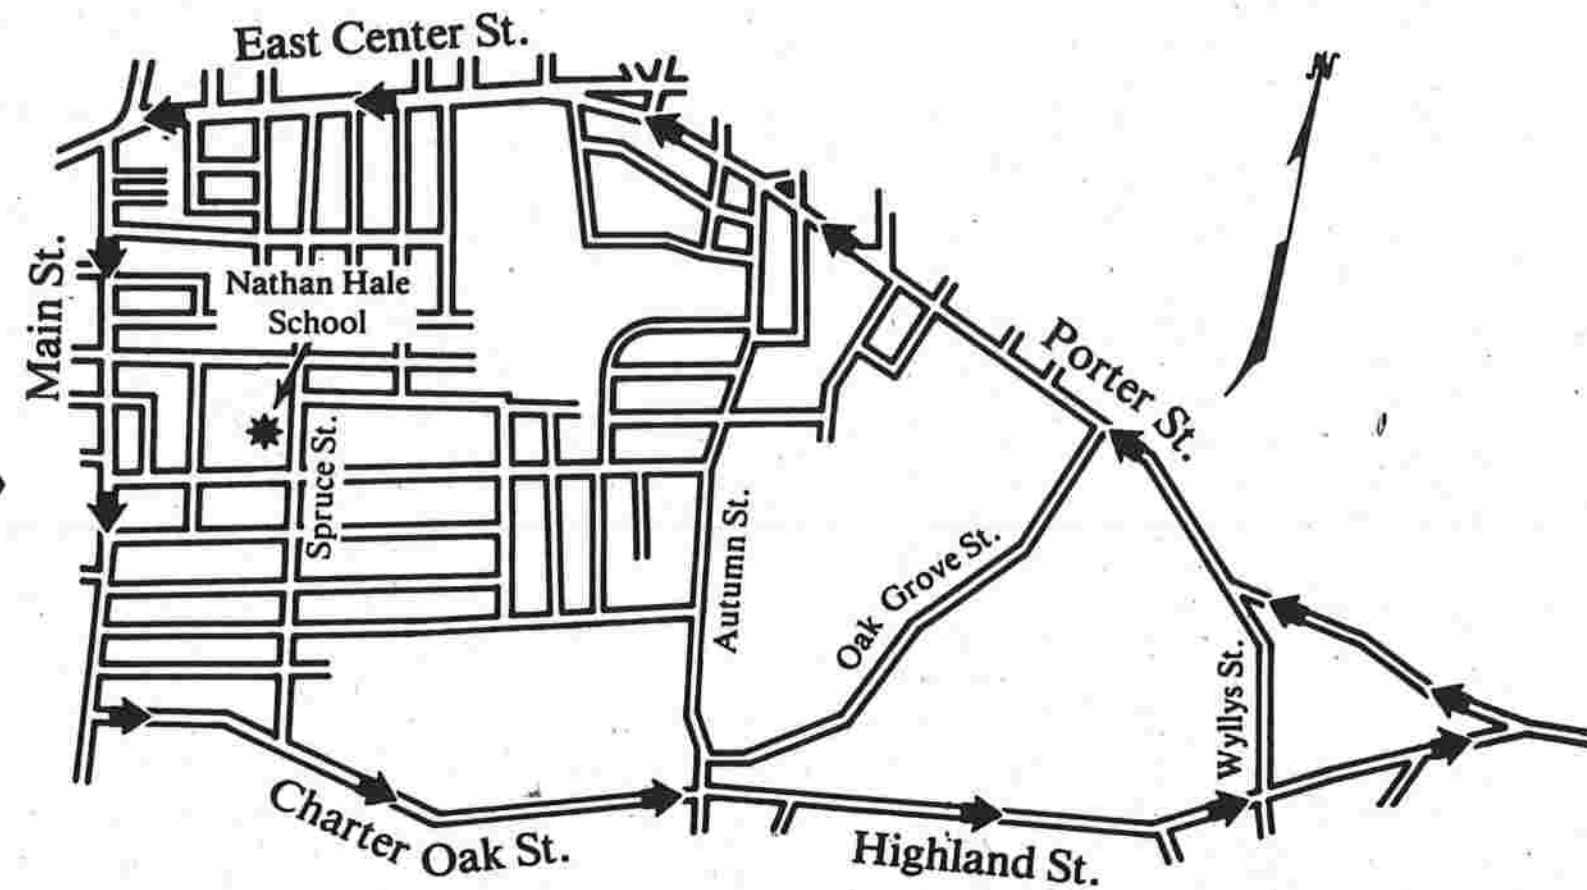 East Center St.
N
Main St.
Nathan Hale
School
Porter St.
Spruce St.
Autumn St.
Oak Grove St.
Wyllys St.
Charter Oak St.
Highland St.